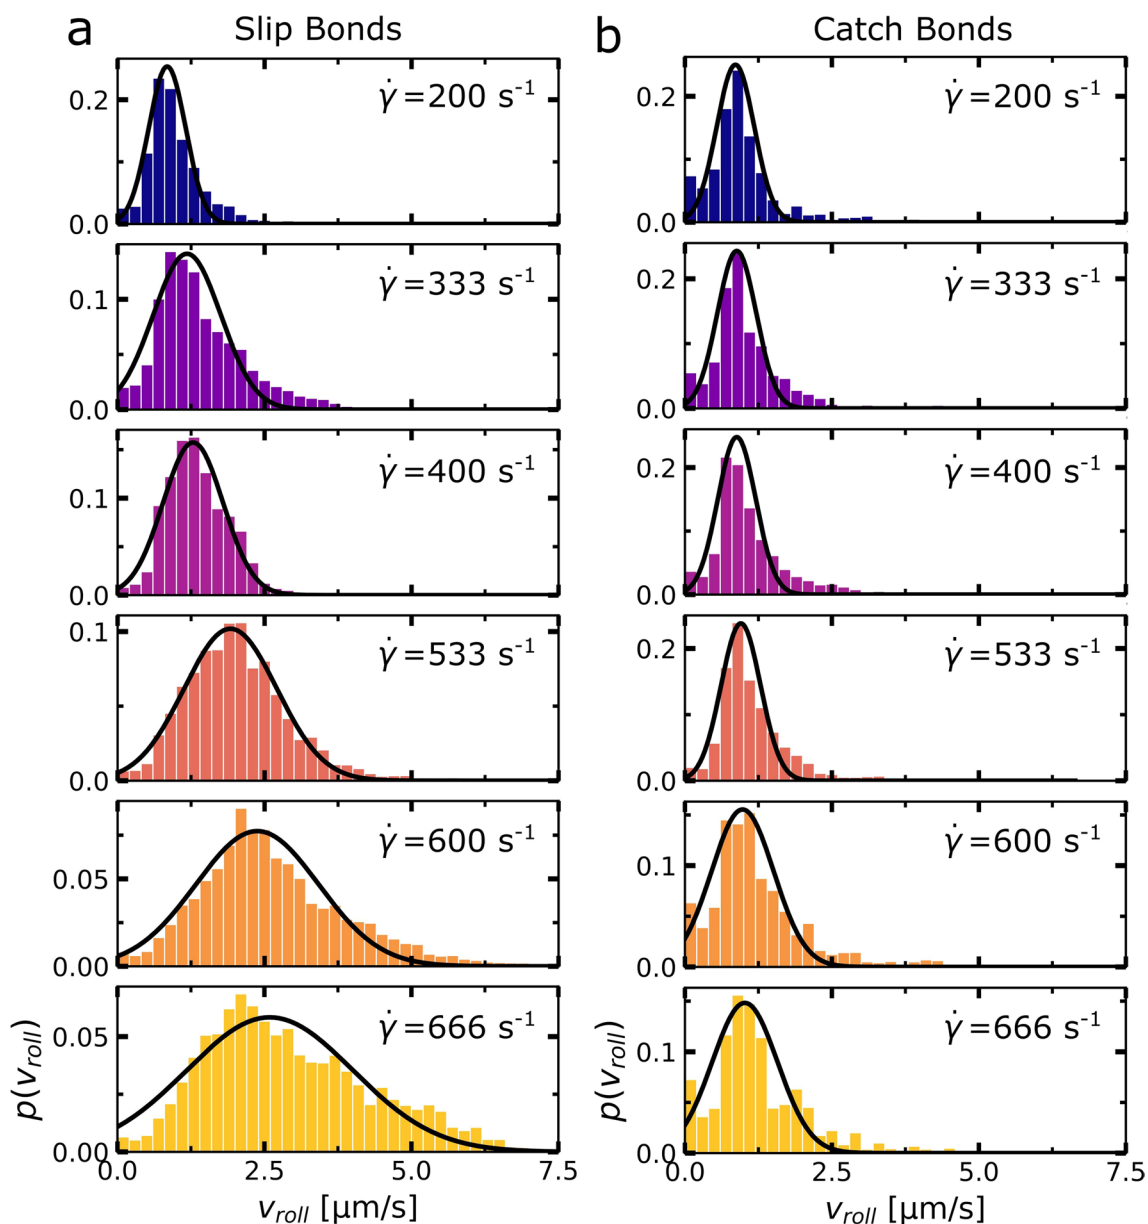 a Slip Bonds
b Catch Bonds
γ̇=200 s⁻¹
0.2
0.0
γ̇=200 s⁻¹
0.2
0.0
γ̇=333 s⁻¹
0.1
0.0
γ̇=333 s⁻¹
0.2
0.0
γ̇=400 s⁻¹
0.1
0.0
γ̇=400 s⁻¹
0.2
0.0
γ̇=533 s⁻¹
0.1
0.0
γ̇=533 s⁻¹
0.2
0.0
γ̇=600 s⁻¹
0.05
0.00
γ̇=600 s⁻¹
0.1
0.0
γ̇=666 s⁻¹
0.05
0.00
p(v_roll)
0.0 2.5 5.0 7.5
v_roll [μm/s]
γ̇=666 s⁻¹
0.1
0.0
p(v_roll)
0.0 2.5 5.0 7.5
v_roll [μm/s]